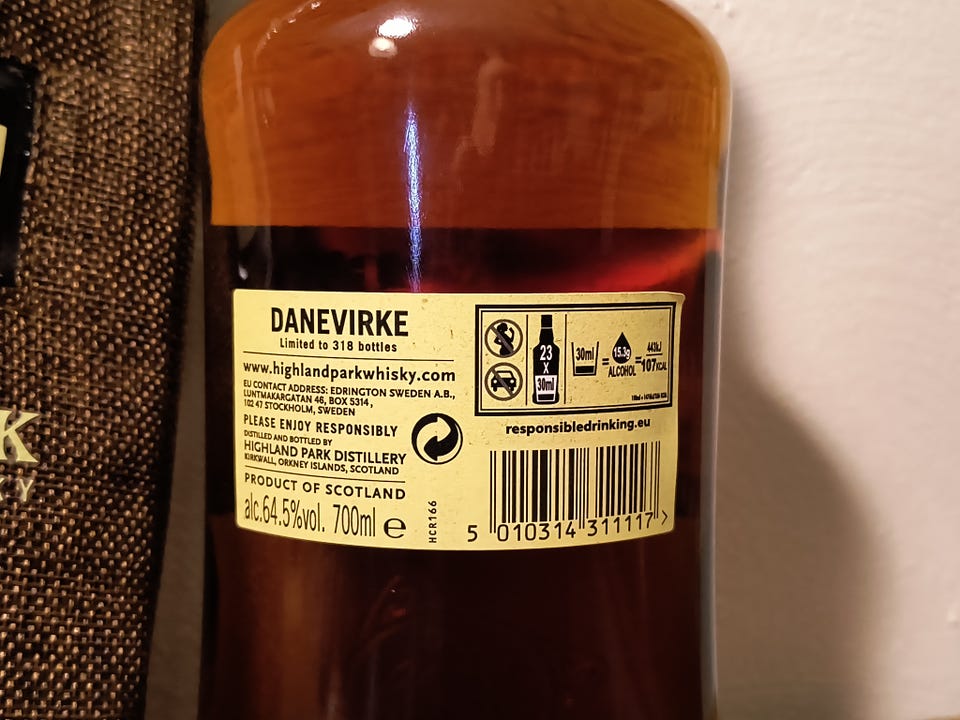 DANEVIRKE
Limited to 318 bottles
www.highlandparkwhisky.com
EU CONTACT ADDRESS: EDRINGTON SWEDEN A.B.,
LUNTMAKARGATAN 46, BOX 5314,
102 47 STOCKHOLM, SWEDEN
PLEASE ENJOY RESPONSIBLY
DISTILLED AND BOTTLED BY
HIGHLAND PARK DISTILLERY
KIRKWALL, ORKNEY ISLANDS, SCOTLAND
PRODUCT OF SCOTLAND
alc.64.5%vol. 700ml e
HCR166
23
X
30ml
30ml
=
15.3g
ALCOHOL
=
443kJ
107KCAL
responsibledrinking.eu
5 010314 311117 >
K
KY